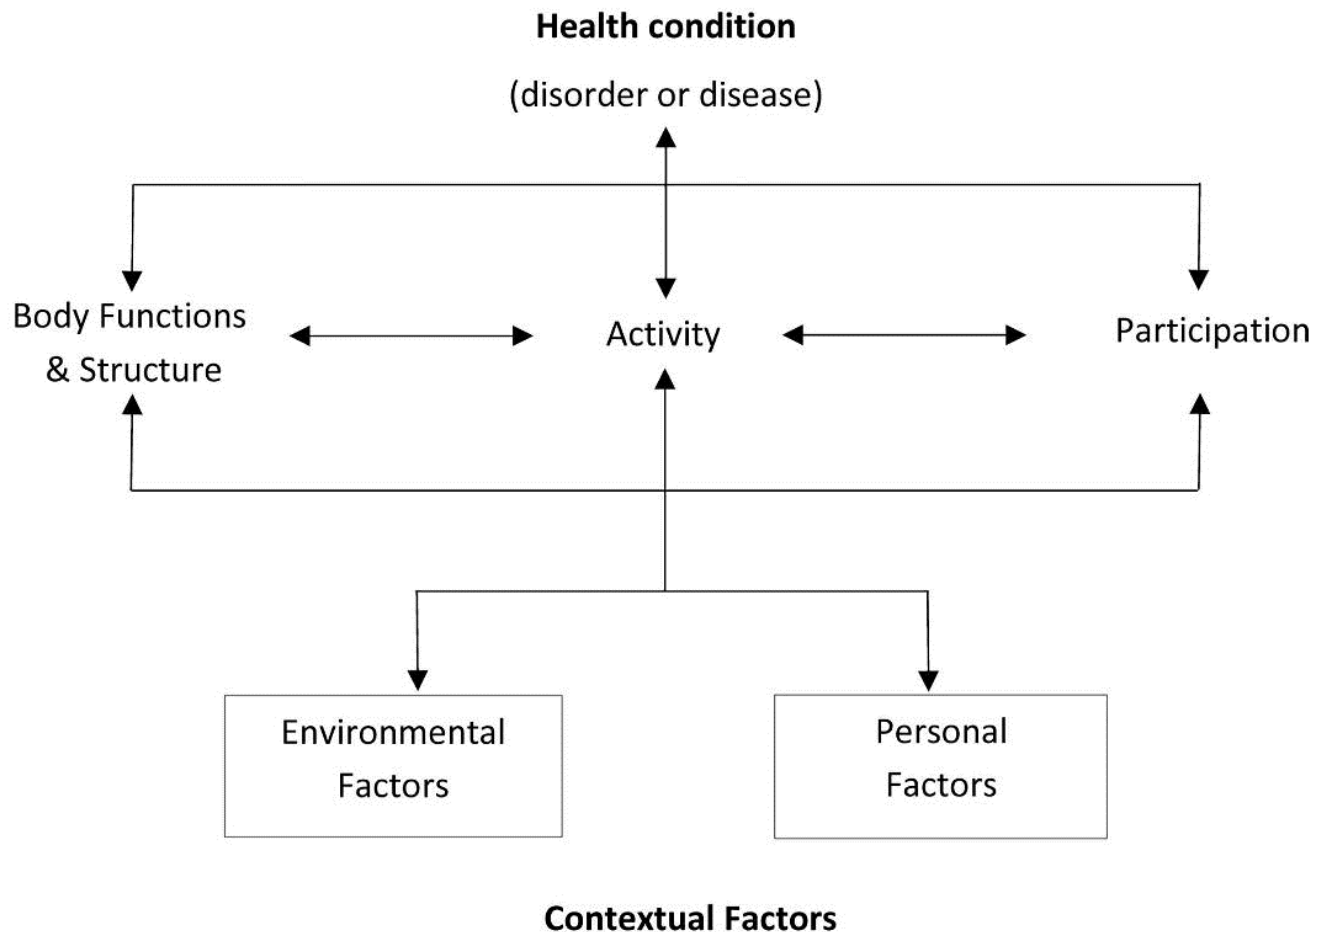 Health condition
(disorder or disease)
Body Functions
& Structure
Activity
Participation
Environmental
Factors
Personal
Factors
Contextual Factors